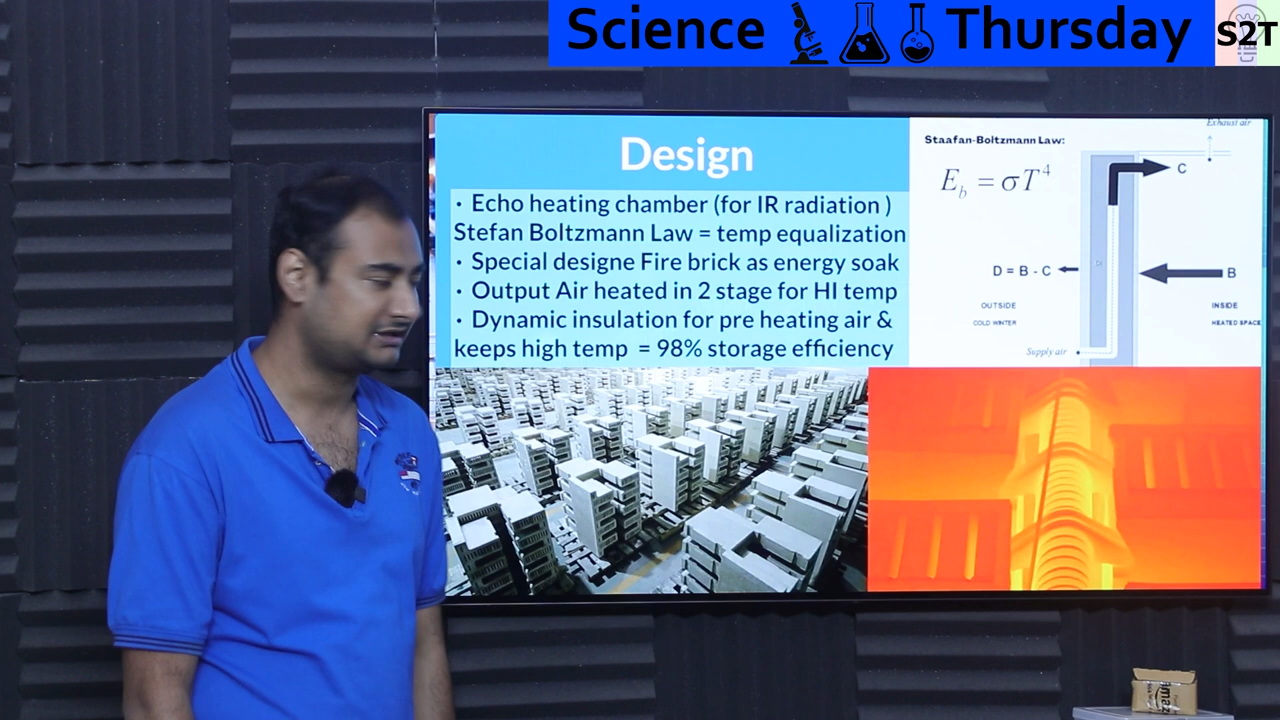 Science Thursday
S2T
Design
· Echo heating chamber (for IR radiation )
Stefan Boltzmann Law = temp equalization
· Special designe Fire brick as energy soak
· Output Air heated in 2 stage for HI temp
· Dynamic insulation for pre heating air &
keeps high temp = 98% storage efficiency
Staafan-Boltzmann Law:
E_b = σT^4
Exhaust air
C
D = B - C
B
OUTSIDE
COLD WINTER
INSIDE
HEATED SPACE
Supply air